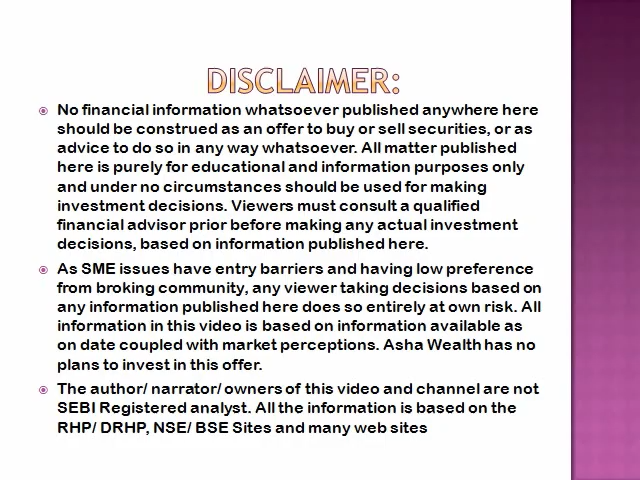 DISCLAIMER:
No financial information whatsoever published anywhere here
should be construed as an offer to buy or sell securities, or as
advice to do so in any way whatsoever. All matter published
here is purely for educational and information purposes only
and under no circumstances should be used for making
investment decisions. Viewers must consult a qualified
financial advisor prior before making any actual investment
decisions, based on information published here.
As SME issues have entry barriers and having low preference
from broking community, any viewer taking decisions based on
any information published here does so entirely at own risk. All
information in this video is based on information available as
on date coupled with market perceptions. Asha Wealth has no
plans to invest in this offer.
The author/ narrator/ owners of this video and channel are not
SEBI Registered analyst. All the information is based on the
RHP/ DRHP, NSE/ BSE Sites and many web sites